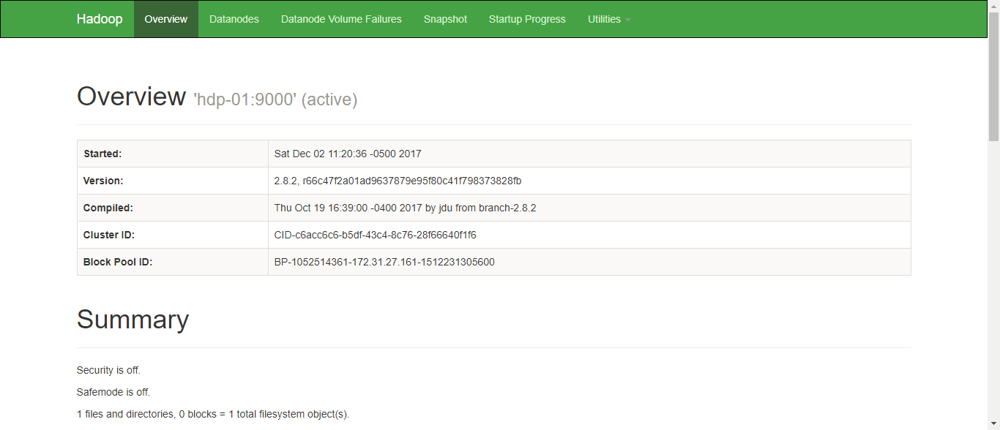 Hadoop Overview Datanodes Datanode Volume Failures Snapshot Startup Progress Utilities
Overview 'hdp-01:9000' (active)
Started: Sat Dec 02 11:20:36 -0500 2017
Version: 2.8.2, r66c47f2a01ad9637879e95f80c41f798373828fb
Compiled: Thu Oct 19 16:39:00 -0400 2017 by jdu from branch-2.8.2
Cluster ID: CID-c6acc6c6-b5df-43c4-8c76-28f66640f1f6
Block Pool ID: BP-1052514361-172.31.27.161-1512231305600
Summary
Security is off.
Safemode is off.
1 files and directories, 0 blocks = 1 total filesystem object(s).